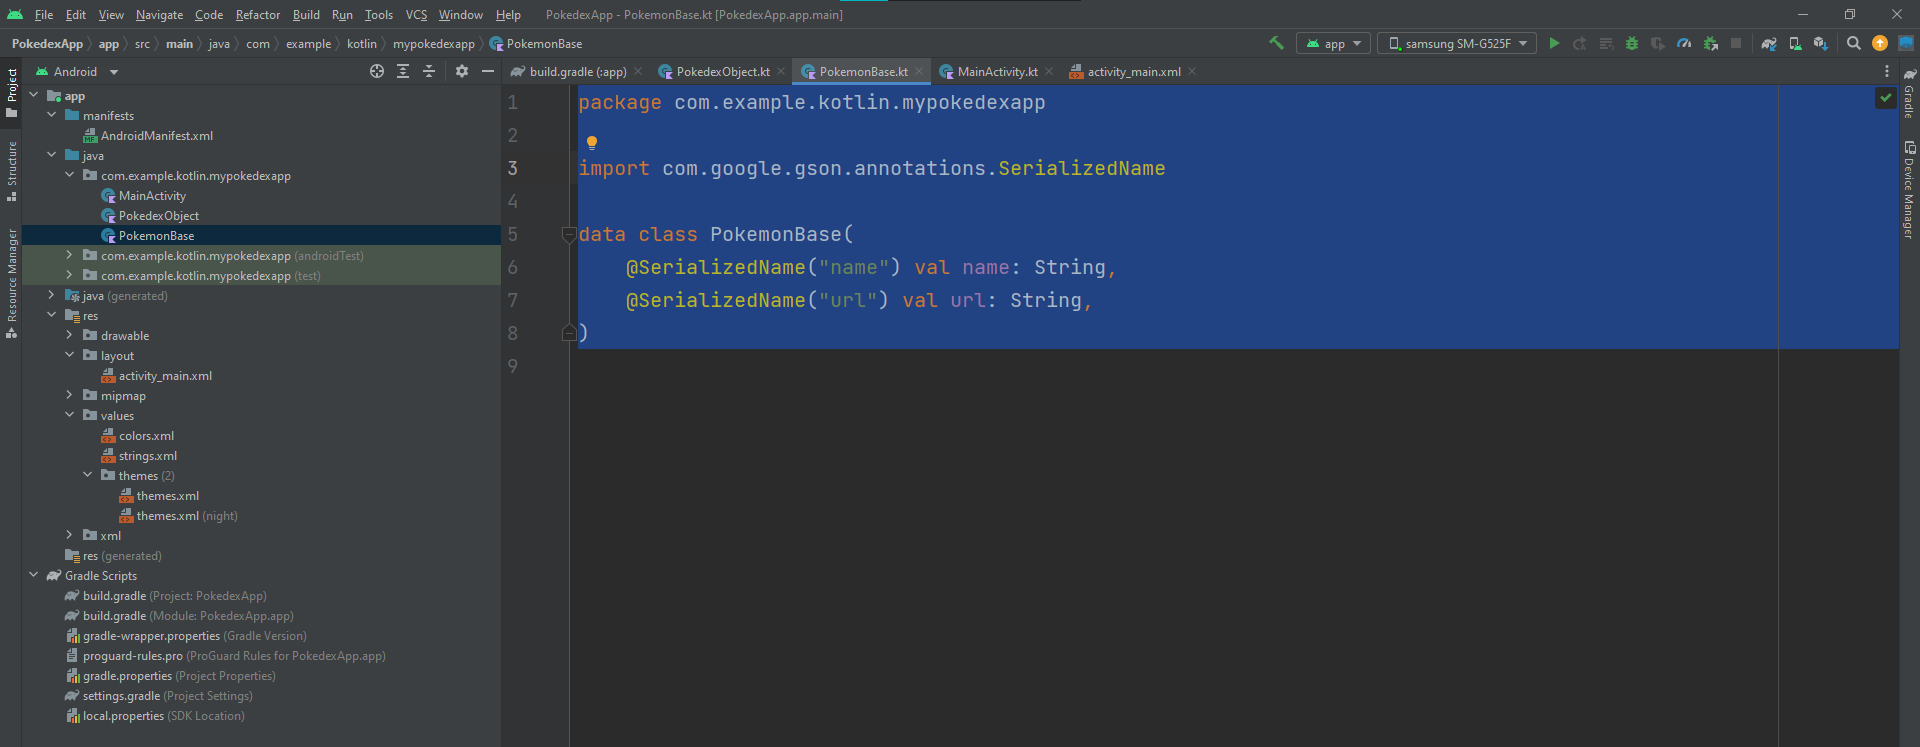 File Edit View Navigate Code Refactor Build Run Tools VCS Window Help PokedexApp - PokemonBase.kt [PokedexApp.app.main]
PokedexApp app src main java com example kotlin mypokedexapp PokemonBase app samsung SM-G525F
Project
Structure
Resource Manager
Android
app
manifests
AndroidManifest.xml
java
com.example.kotlin.mypokedexapp
MainActivity
PokedexObject
PokemonBase
com.example.kotlin.mypokedexapp (androidTest)
com.example.kotlin.mypokedexapp (test)
java (generated)
res
drawable
layout
activity_main.xml
mipmap
values
colors.xml
strings.xml
themes (2)
themes.xml
themes.xml (night)
xml
res (generated)
Gradle Scripts
build.gradle (Project: PokedexApp)
build.gradle (Module: PokedexApp.app)
gradle-wrapper.properties (Gradle Version)
proguard-rules.pro (ProGuard Rules for PokedexApp.app)
gradle.properties (Project Properties)
settings.gradle (Project Settings)
local.properties (SDK Location)
build.gradle (:app) PokedexObject.kt PokemonBase.kt MainActivity.kt activity_main.xml
1 package com.example.kotlin.mypokedexapp
2
3 import com.google.gson.annotations.SerializedName
4
5 data class PokemonBase(
6 @SerializedName("name") val name: String,
7 @SerializedName("url") val url: String,
8 )
9
Gradle
Device Manager